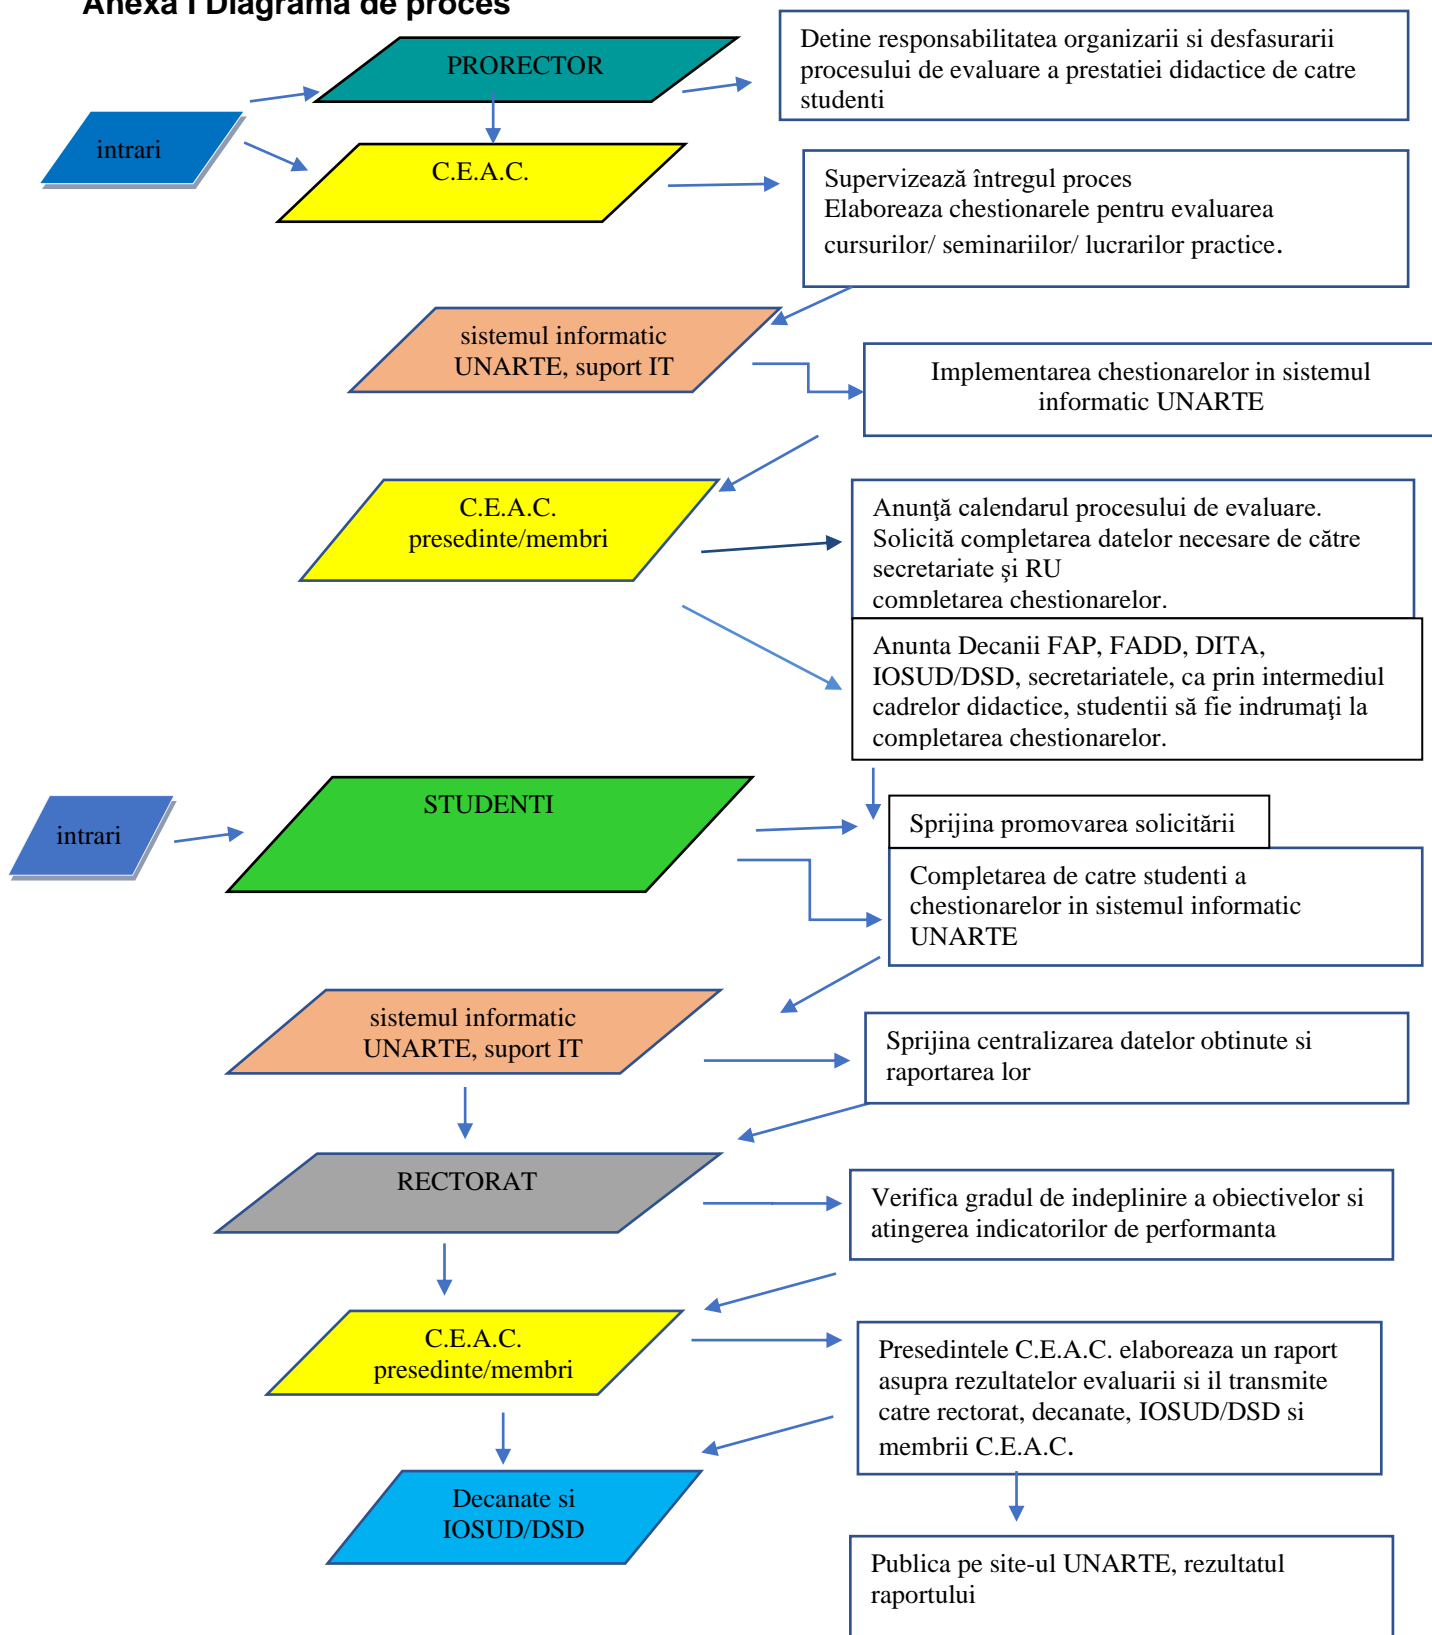 Anexa I Diagrama de proces
PRORECTOR
Detine responsabilitatea organizarii si desfasurarii
procesului de evaluare a prestatiei didactice de catre
studenti
intrari
C.E.A.C.
Supervizează întregul proces
Elaboreaza chestionarele pentru evaluarea
cursurilor/ seminariilor/ lucrarilor practice.
sistemul informatic
UNARTE, suport IT
Implementarea chestionarelor in sistemul
informatic UNARTE
C.E.A.C.
presedinte/membri
Anunţă calendarul procesului de evaluare.
Solicită completarea datelor necesare de către
secretariate şi RU
completarea chestionarelor.
Anunta Decanii FAP, FADD, DITA,
IOSUD/DSD, secretariatele, ca prin intermediul
cadrelor didactice, studentii să fie indrumaţi la
completarea chestionarelor.
intrari
STUDENTI
Sprijina promovarea solicitării
Completarea de catre studenti a
chestionarelor in sistemul informatic
UNARTE
sistemul informatic
UNARTE, suport IT
Sprijina centralizarea datelor obtinute si
raportarea lor
RECTORAT
Verifica gradul de indeplinire a obiectivelor si
atingerea indicatorilor de performanta
C.E.A.C.
presedinte/membri
Presedintele C.E.A.C. elaboreaza un raport
asupra rezultatelor evaluarii si il transmite
catre rectorat, decanate, IOSUD/DSD si
membrii C.E.A.C.
Decanate si
IOSUD/DSD
Publica pe site-ul UNARTE, rezultatul
raportului